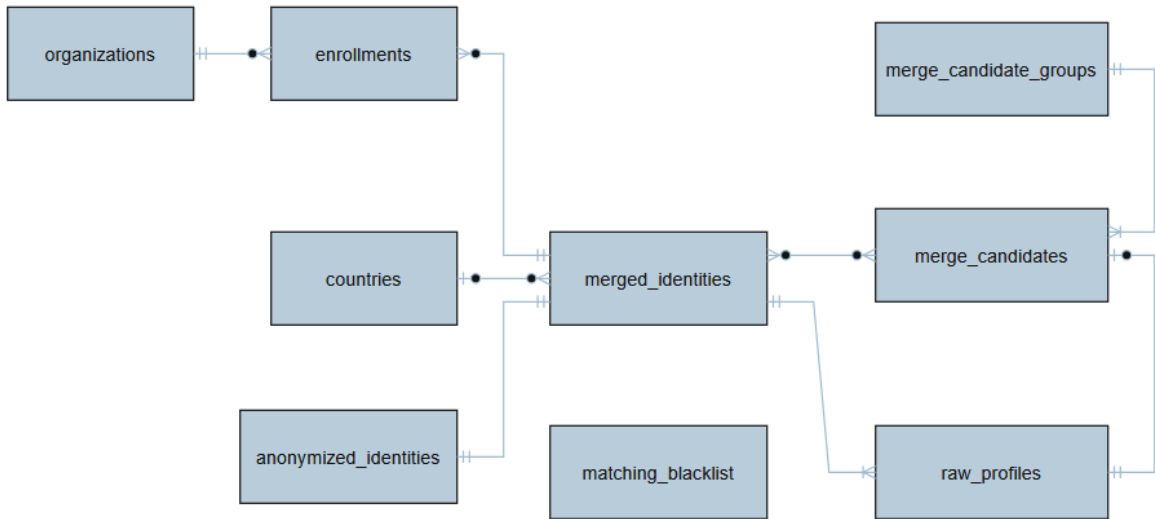 organizations
enrollments
merge_candidate_groups
countries
merged_identities
merge_candidates
anonymized_identities
matching_blacklist
raw_profiles